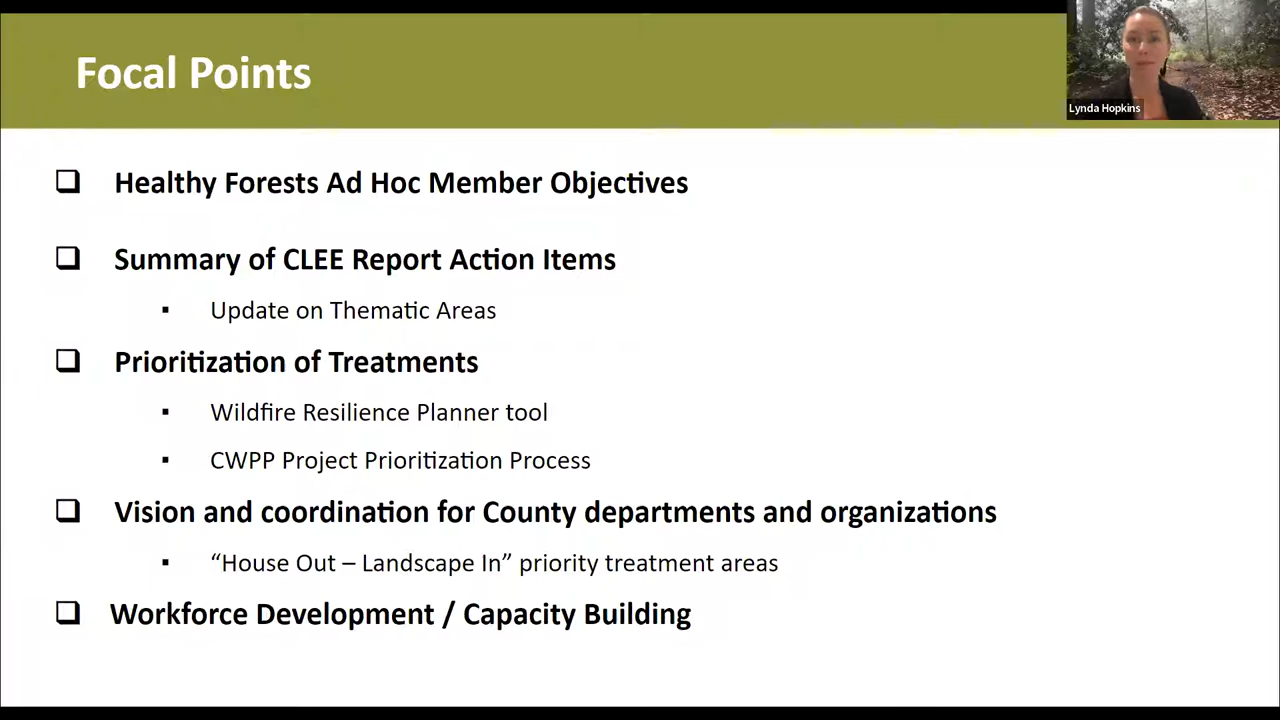 Focal Points
Lynda Hopkins
❑ Healthy Forests Ad Hoc Member Objectives
❑ Summary of CLEE Report Action Items
▪ Update on Thematic Areas
❑ Prioritization of Treatments
▪ Wildfire Resilience Planner tool
▪ CWPP Project Prioritization Process
❑ Vision and coordination for County departments and organizations
▪ “House Out – Landscape In” priority treatment areas
❑ Workforce Development / Capacity Building